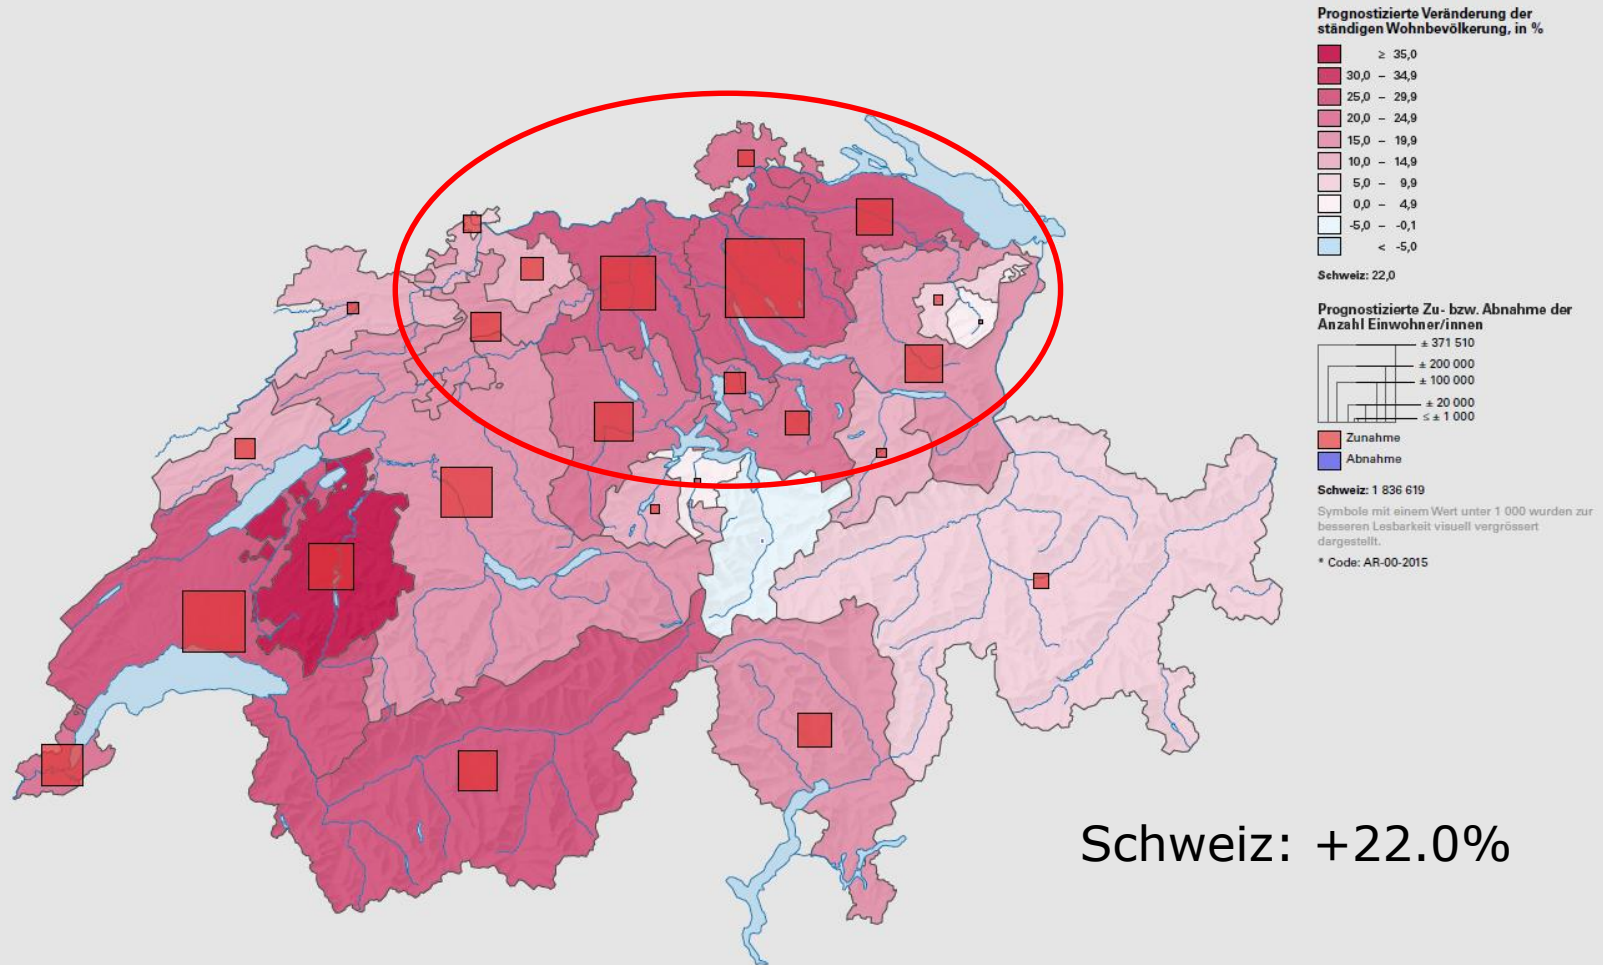 Prognostizierte Veränderung der
ständigen Wohnbevölkerung, in %
≥ 35,0
30,0 – 34,9
25,0 – 29,9
20,0 – 24,9
15,0 – 19,9
10,0 – 14,9
5,0 – 9,9
0,0 – 4,9
-5,0 – -0,1
< -5,0
Schweiz: 22,0
Prognostizierte Zu- bzw. Abnahme der
Anzahl Einwohner/innen
± 371 510
± 200 000
± 100 000
± 20 000
≤ ± 1 000
Zunahme
Abnahme
Schweiz: 1 836 619
Symbole mit einem Wert unter 1 000 wurden zur
besseren Lesbarkeit visuell vergrössert
dargestellt.
* Code: AR-00-2015
Schweiz: +22.0%